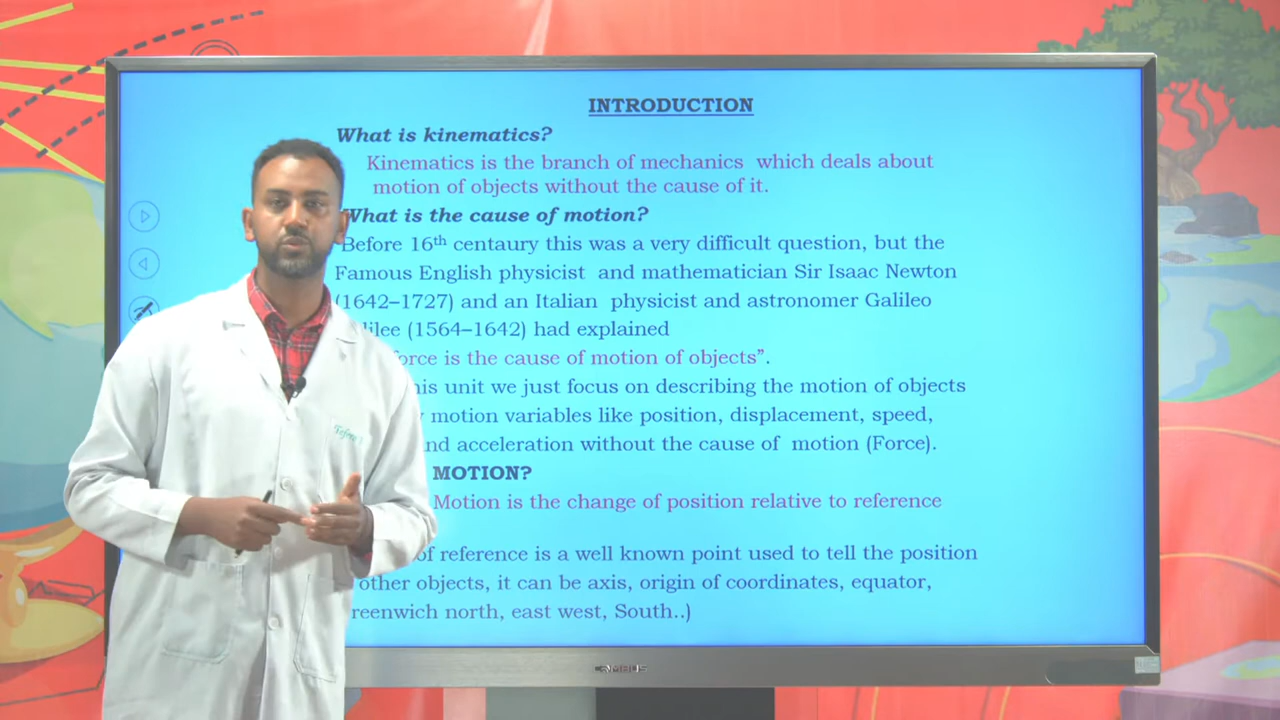 INTRODUCTION
What is kinematics?
Kinematics is the branch of mechanics which deals about
motion of objects without the cause of it.
What is the cause of motion?
Before 16th centaury this was a very difficult question, but the
Famous English physicist and mathematician Sir Isaac Newton
(1642–1727) and an Italian physicist and astronomer Galileo
(1564–1642) had explained
force is the cause of motion of objects”.
unit we just focus on describing the motion of objects
motion variables like position, displacement, speed,
acceleration without the cause of motion (Force).
MOTION?
Motion is the change of position relative to reference
of reference is a well known point used to tell the position
other objects, it can be axis, origin of coordinates, equator,
north, east west, South..)